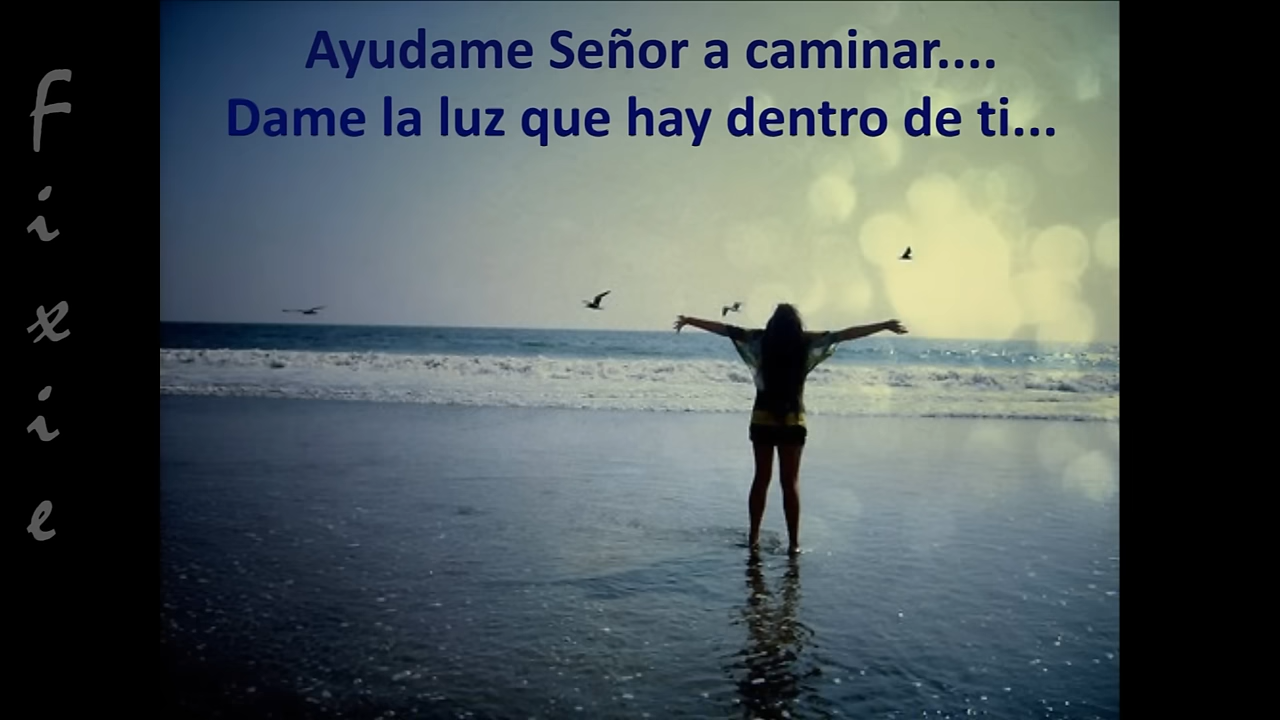 Ayudame Señor a caminar....
Dame la luz que hay dentro de ti...
Fixie